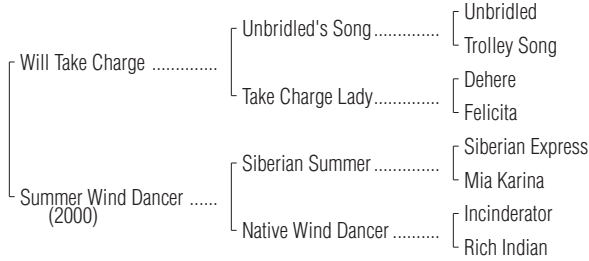 Unbridled
Unbridled's Song..............
Trolley Song
Will Take Charge ..............
Dehere
Take Charge Lady..............
Felicita
Siberian Express
Siberian Summer..............
Mia Karina
Summer Wind Dancer ......
(2000)
Incinderator
Native Wind Dancer ..........
Rich Indian